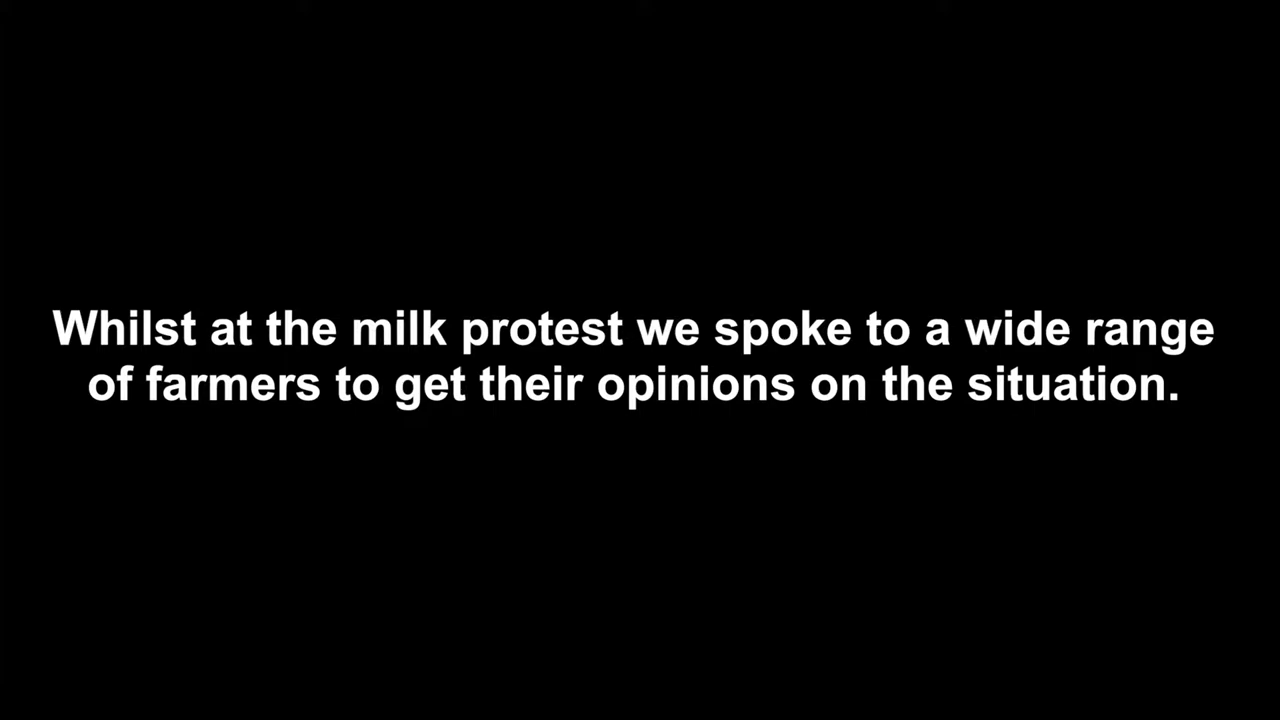 Whilst at the milk protest we spoke to a wide range
of farmers to get their opinions on the situation.